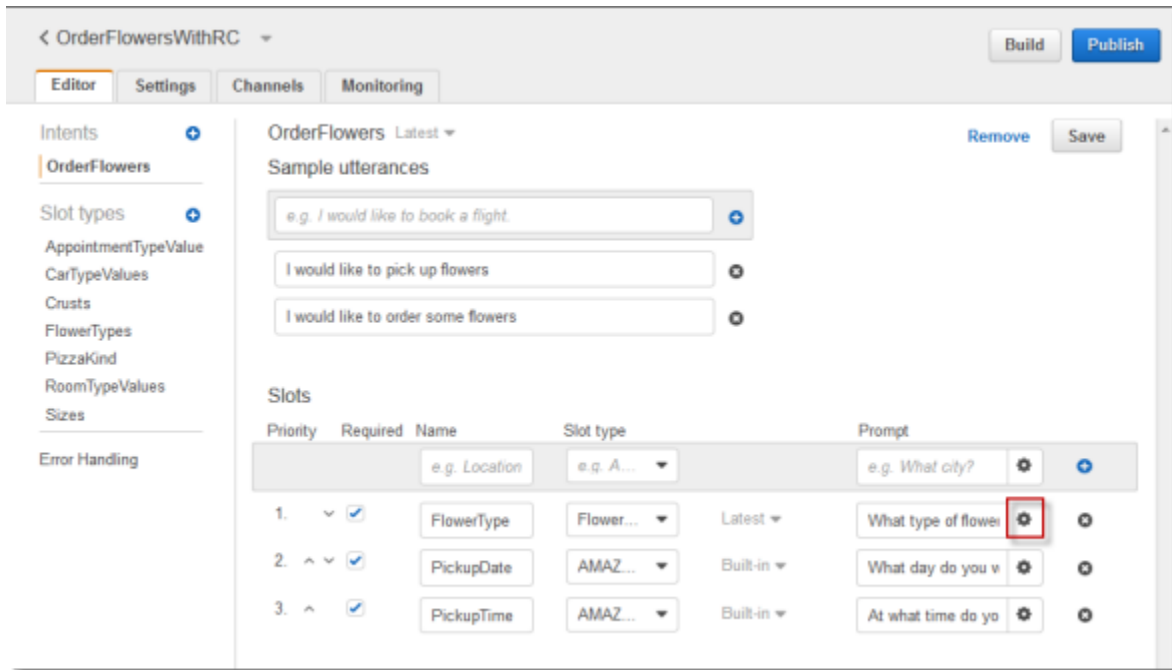 < OrderFlowersWithRC
Build
Publish
Editor Settings Channels Monitoring
Intents
OrderFlowers
Slot types
AppointmentTypeValue
CarTypeValues
Crusts
FlowerTypes
PizzaKind
RoomTypeValues
Sizes
Error Handling
OrderFlowers Latest
Remove
Save
Sample utterances
e.g. I would like to book a flight.
I would like to pick up flowers
I would like to order some flowers
Slots
Priority Required Name Slot type Prompt
e.g. Location e.g. A... e.g. What city?
1. FlowerType Flower... Latest What type of flower
2. PickupDate AMAZ... Built-in What day do you w
3. PickupTime AMAZ... Built-in At what time do yo